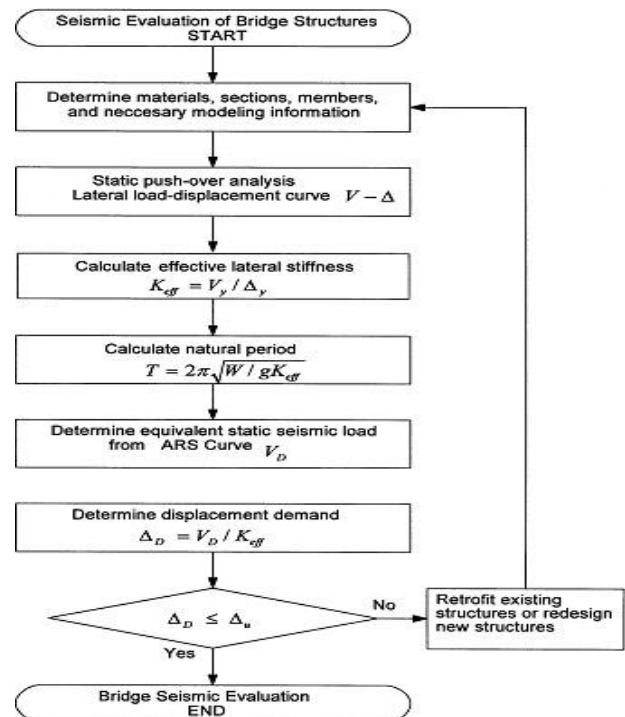 Seismic Evaluation of Bridge Structures
START
Determine materials, sections, members,
and neccesary modeling information
Static push-over analysis
Lateral load-displacement curve V − Δ
Calculate effective lateral stiffness
K_eff = V_y / Δ_y
Calculate natural period
T = 2π√W / gK_eff
Determine equivalent static seismic load
from ARS Curve V_D
Determine displacement demand
Δ_D = V_D / K_eff
Δ_D ≤ Δ_u
No
Retrofit existing
structures or redesign
new structures
Yes
Bridge Seismic Evaluation
END